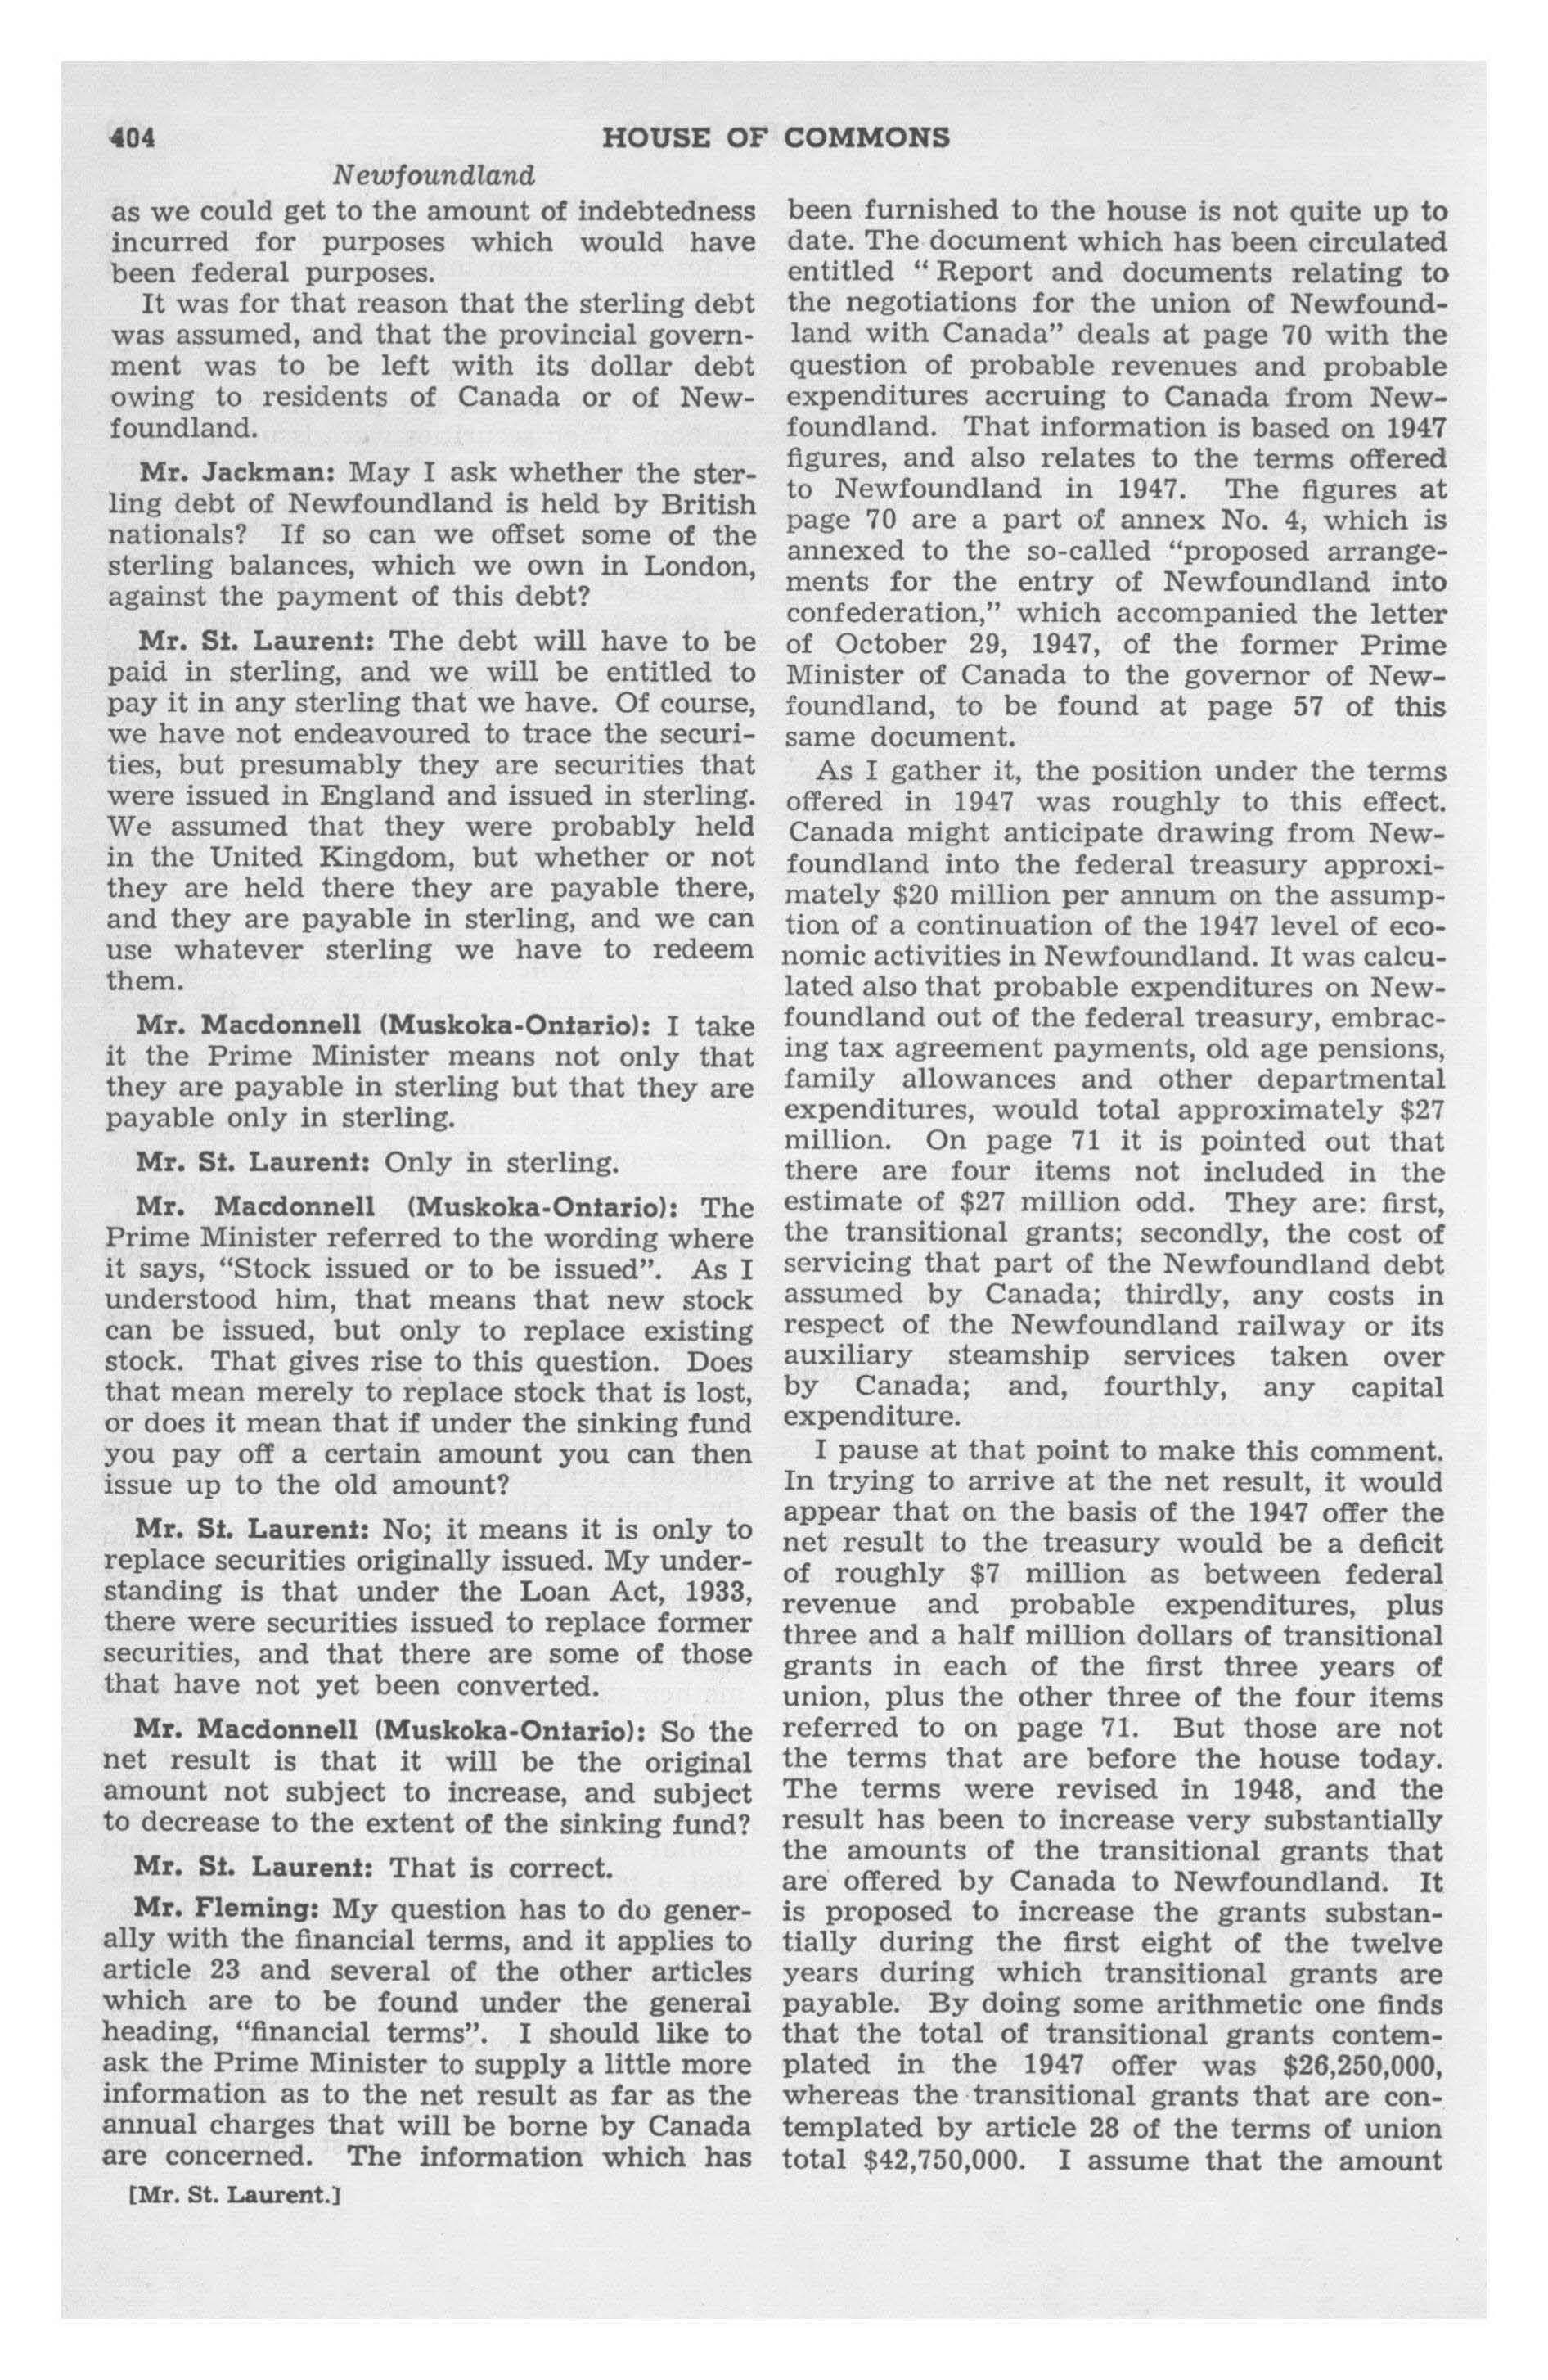 404
HOUSE OF COMMONS
Newfoundland
as we could get to the amount of indebtedness
incurred for purposes which would have
been federal purposes.
It was for that reason that the sterling debt
was assumed, and that the provincial govern-
ment was to be left with its dollar debt
owing to residents of Canada or of New-
foundland.
Mr. Jackman: May I ask whether the ster-
ling debt of Newfoundland is held by British
nationals? If so can we offset some of the
sterling balances, which we own in London,
against the payment of this debt?
Mr. St. Laurent: The debt will have to be
paid in sterling, and we will be entitled to
pay it in any sterling that we have. Of course,
we have not endeavoured to trace the securi-
ties, but presumably they are securities that
were issued in England and issued in sterling.
We assumed that they were probably held
in the United Kingdom, but whether or not
they are held there they are payable there,
and they are payable in sterling, and we can
use whatever sterling we have to redeem
them.
Mr. Macdonnell (Muskoka-Ontario): I take
it the Prime Minister means not only that
they are payable in sterling but that they are
payable only in sterling.
Mr. St. Laurent: Only in sterling.
Mr. Macdonnell (Muskoka-Ontario): The
Prime Minister referred to the wording where
it says, "Stock issued or to be issued". As I
understood him, that means that new stock
can be issued, but only to replace existing
stock. That gives rise to this question. Does
that mean merely to replace stock that is lost,
or does it mean that if under the sinking fund
you pay off a certain amount you can then
issue up to the old amount?
Mr. St. Laurent: No; it means it is only to
replace securities originally issued. My under-
standing is that under the Loan Act, 1933,
there were securities issued to replace former
securities, and that there are some of those
that have not yet been converted.
Mr. Macdonnell (Muskoka-Ontario): So the
net result is that it will be the original
amount not subject to increase, and subject
to decrease to the extent of the sinking fund?
Mr. St. Laurent: That is correct.
Mr. Fleming: My question has to do gener-
ally with the financial terms, and it applies to
article 23 and several of the other articles
which are to be found under the general
heading, "financial terms". I should like to
ask the Prime Minister to supply a little more
information as to the net result as far as the
annual charges that will be borne by Canada
are concerned. The information which has
[Mr. St. Laurent.]
been furnished to the house is not quite up to
date. The document which has been circulated
entitled "Report and documents relating to
the negotiations for the union of Newfound-
land with Canada" deals at page 70 with the
question of probable revenues and probable
expenditures accruing to Canada from New-
foundland. That information is based on 1947
figures, and also relates to the terms offered
to Newfoundland in 1947. The figures at
page 70 are a part of annex No. 4, which is
annexed to the so-called "proposed arrange-
ments for the entry of Newfoundland into
confederation," which accompanied the letter
of October 29, 1947, of the former Prime
Minister of Canada to the governor of New-
foundland, to be found at page 57 of this
same document.
As I gather it, the position under the terms
offered in 1947 was roughly to this effect.
Canada might anticipate drawing from New-
foundland into the federal treasury approxi-
mately $20 million per annum on the assump-
tion of a continuation of the 1947 level of eco-
nomic activities in Newfoundland. It was calcu-
lated also that probable expenditures on New-
foundland out of the federal treasury, embrac-
ing tax agreement payments, old age pensions,
family allowances and other departmental
expenditures, would total approximately $27
million. On page 71 it is pointed out that
there are four items not included in the
estimate of $27 million odd. They are: first,
the transitional grants; secondly, the cost of
servicing that part of the Newfoundland debt
assumed by Canada; thirdly, any costs in
respect of the Newfoundland railway or its
auxiliary steamship services taken over
by Canada; and, fourthly, any capital
expenditure.
I pause at that point to make this comment.
In trying to arrive at the net result, it would
appear that on the basis of the 1947 offer the
net result to the treasury would be a deficit
of roughly $7 million as between federal
revenue and probable expenditures, plus
three and a half million dollars of transitional
grants in each of the first three years of
union, plus the other three of the four items
referred to on page 71. But those are not
the terms that are before the house today.
The terms were revised in 1948, and the
result has been to increase very substantially
the amounts of the transitional grants that
are offered by Canada to Newfoundland. It
is proposed to increase the grants substan-
tially during the first eight of the twelve
years during which transitional grants are
payable. By doing some arithmetic one finds
that the total of transitional grants contem-
plated in the 1947 offer was $26,250,000,
whereas the transitional grants that are con-
templated by article 28 of the terms of union
total $42,750,000. I assume that the amount